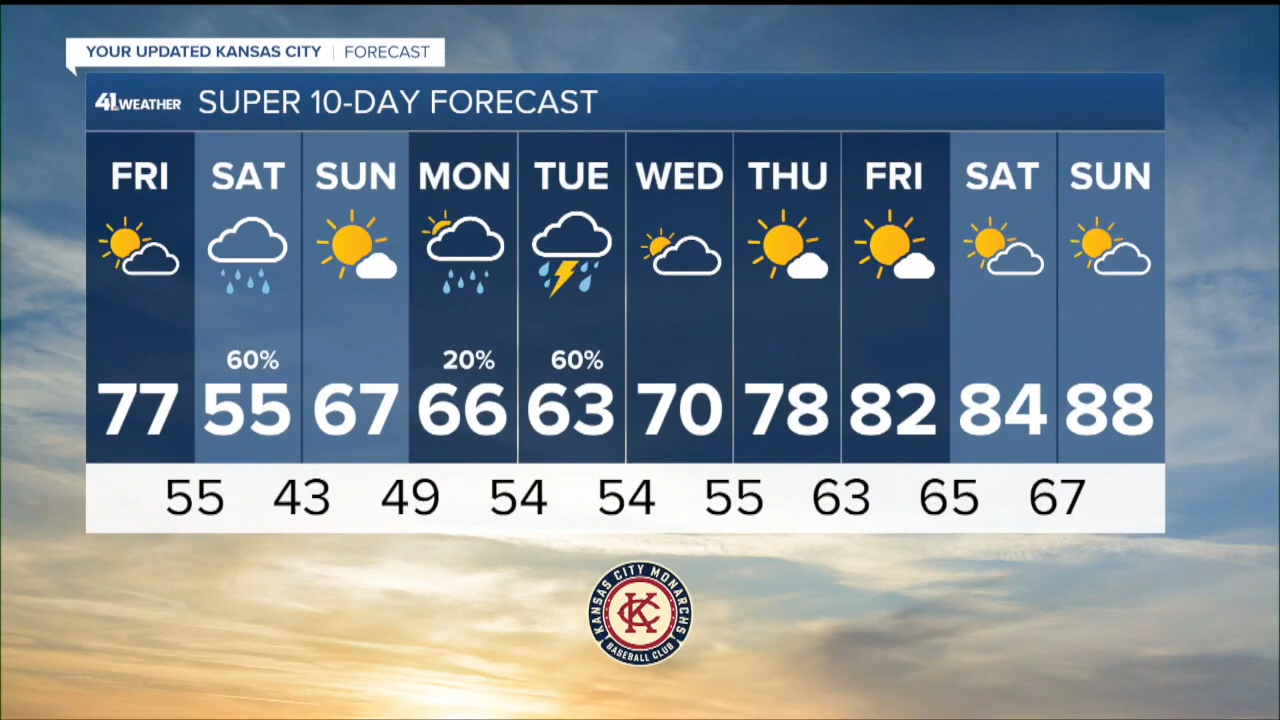 YOUR UPDATED KANSAS CITY | FORECAST
41 WEATHER SUPER 10-DAY FORECAST
FRI SAT SUN MON TUE WED THU FRI SAT SUN
60% 20% 60%
77 55 67 66 63 70 78 82 84 88
55 43 49 54 54 55 63 65 67
KANSAS CITY MONARCHS
KC
BASEBALL CLUB